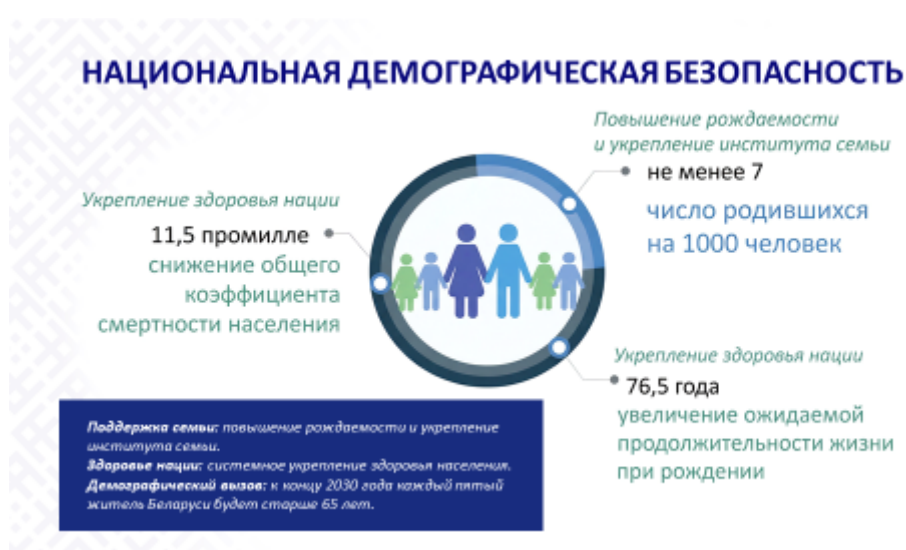 НАЦИОНАЛЬНАЯ ДЕМОГРАФИЧЕСКАЯ БЕЗОПАСНОСТЬ
Повышение рождаемости
и укрепление института семьи
не менее 7
число родившихся
на 1000 человек
Укрепление здоровья нации
11,5 промилле
снижение общего
коэффициента
смертности населения
Укрепление здоровья нации
76,5 года
увеличение ожидаемой
продолжительности жизни
при рождении
Поддержка семьи: повышение рождаемости и укрепление
института семьи.
Здоровье нации: системное укрепление здоровья населения.
Демографический вызов: к концу 2030 года каждый пятый
житель Беларуси будет старше 65 лет.